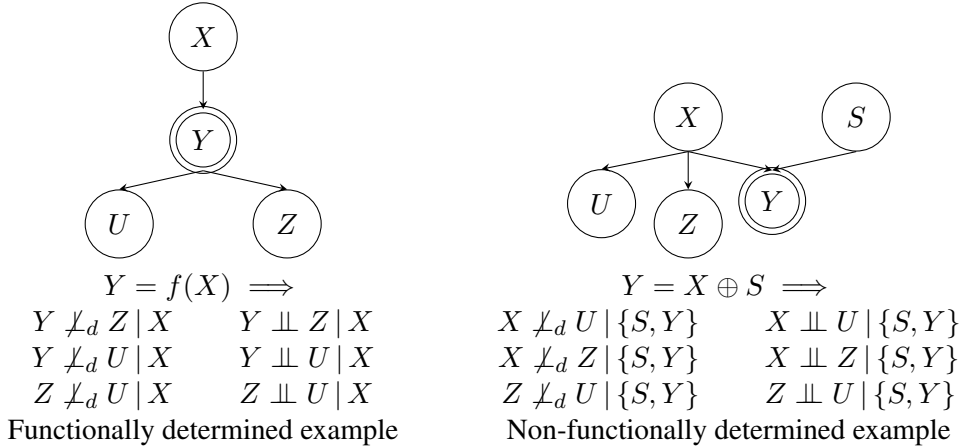 X
Y
U Z
Y = f(X) ⟹
Y ⫫̸_d Z | X Y ⫫ Z | X
Y ⫫̸_d U | X Y ⫫ U | X
Z ⫫̸_d U | X Z ⫫ U | X
Functionally determined example
X S
U Z Y
Y = X ⊕ S ⟹
X ⫫̸_d U | {S, Y} X ⫫ U | {S, Y}
X ⫫̸_d Z | {S, Y} X ⫫ Z | {S, Y}
Z ⫫̸_d U | {S, Y} Z ⫫ U | {S, Y}
Non-functionally determined example